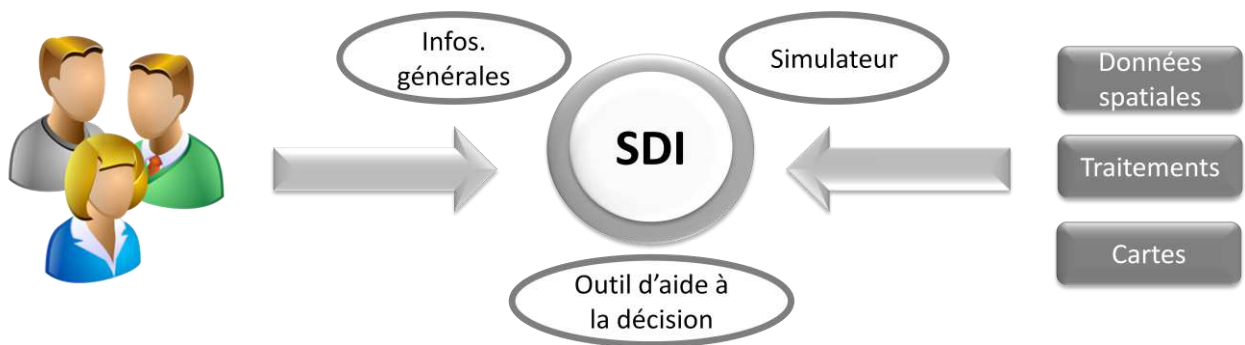 Infos.
générales
Simulateur
SDI
Outil d'aide à
la décision
Données
spatiales
Traitements
Cartes